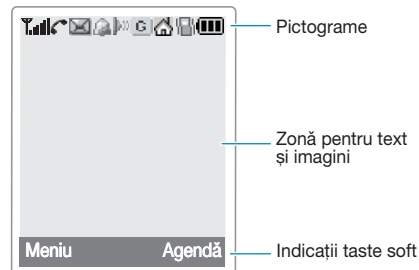 G
Pictograme
Zonă pentru text
și imagini
Meniu Agendă
Indicații taste soft